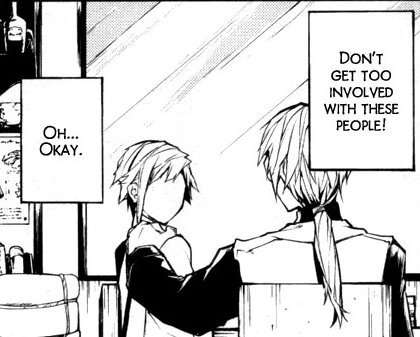 DON'T
GET TOO
INVOLVED
WITH THESE
PEOPLE!
OH...
OKAY.